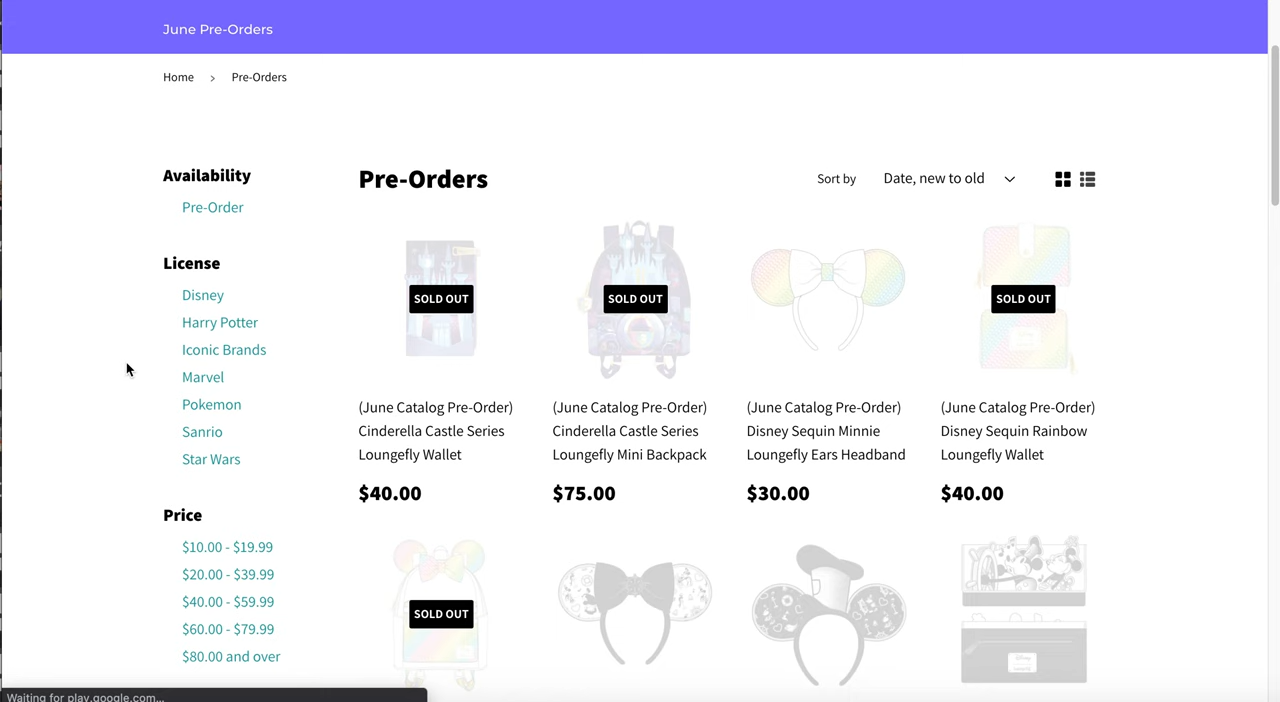 June Pre-Orders
Home > Pre-Orders
Availability
Pre-Order
License
Disney
Harry Potter
Iconic Brands
Marvel
Pokemon
Sanrio
Star Wars
Price
$10.00 - $19.99
$20.00 - $39.99
$40.00 - $59.99
$60.00 - $79.99
$80.00 and over
Pre-Orders
Sort by
Date, new to old
SOLD OUT
(June Catalog Pre-Order)
Cinderella Castle Series
Loungefly Wallet
$40.00
SOLD OUT
(June Catalog Pre-Order)
Cinderella Castle Series
Loungefly Mini Backpack
$75.00
(June Catalog Pre-Order)
Disney Sequin Minnie
Loungefly Ears Headband
$30.00
SOLD OUT
(June Catalog Pre-Order)
Disney Sequin Rainbow
Loungefly Wallet
$40.00
SOLD OUT
Waiting for play.google.com...